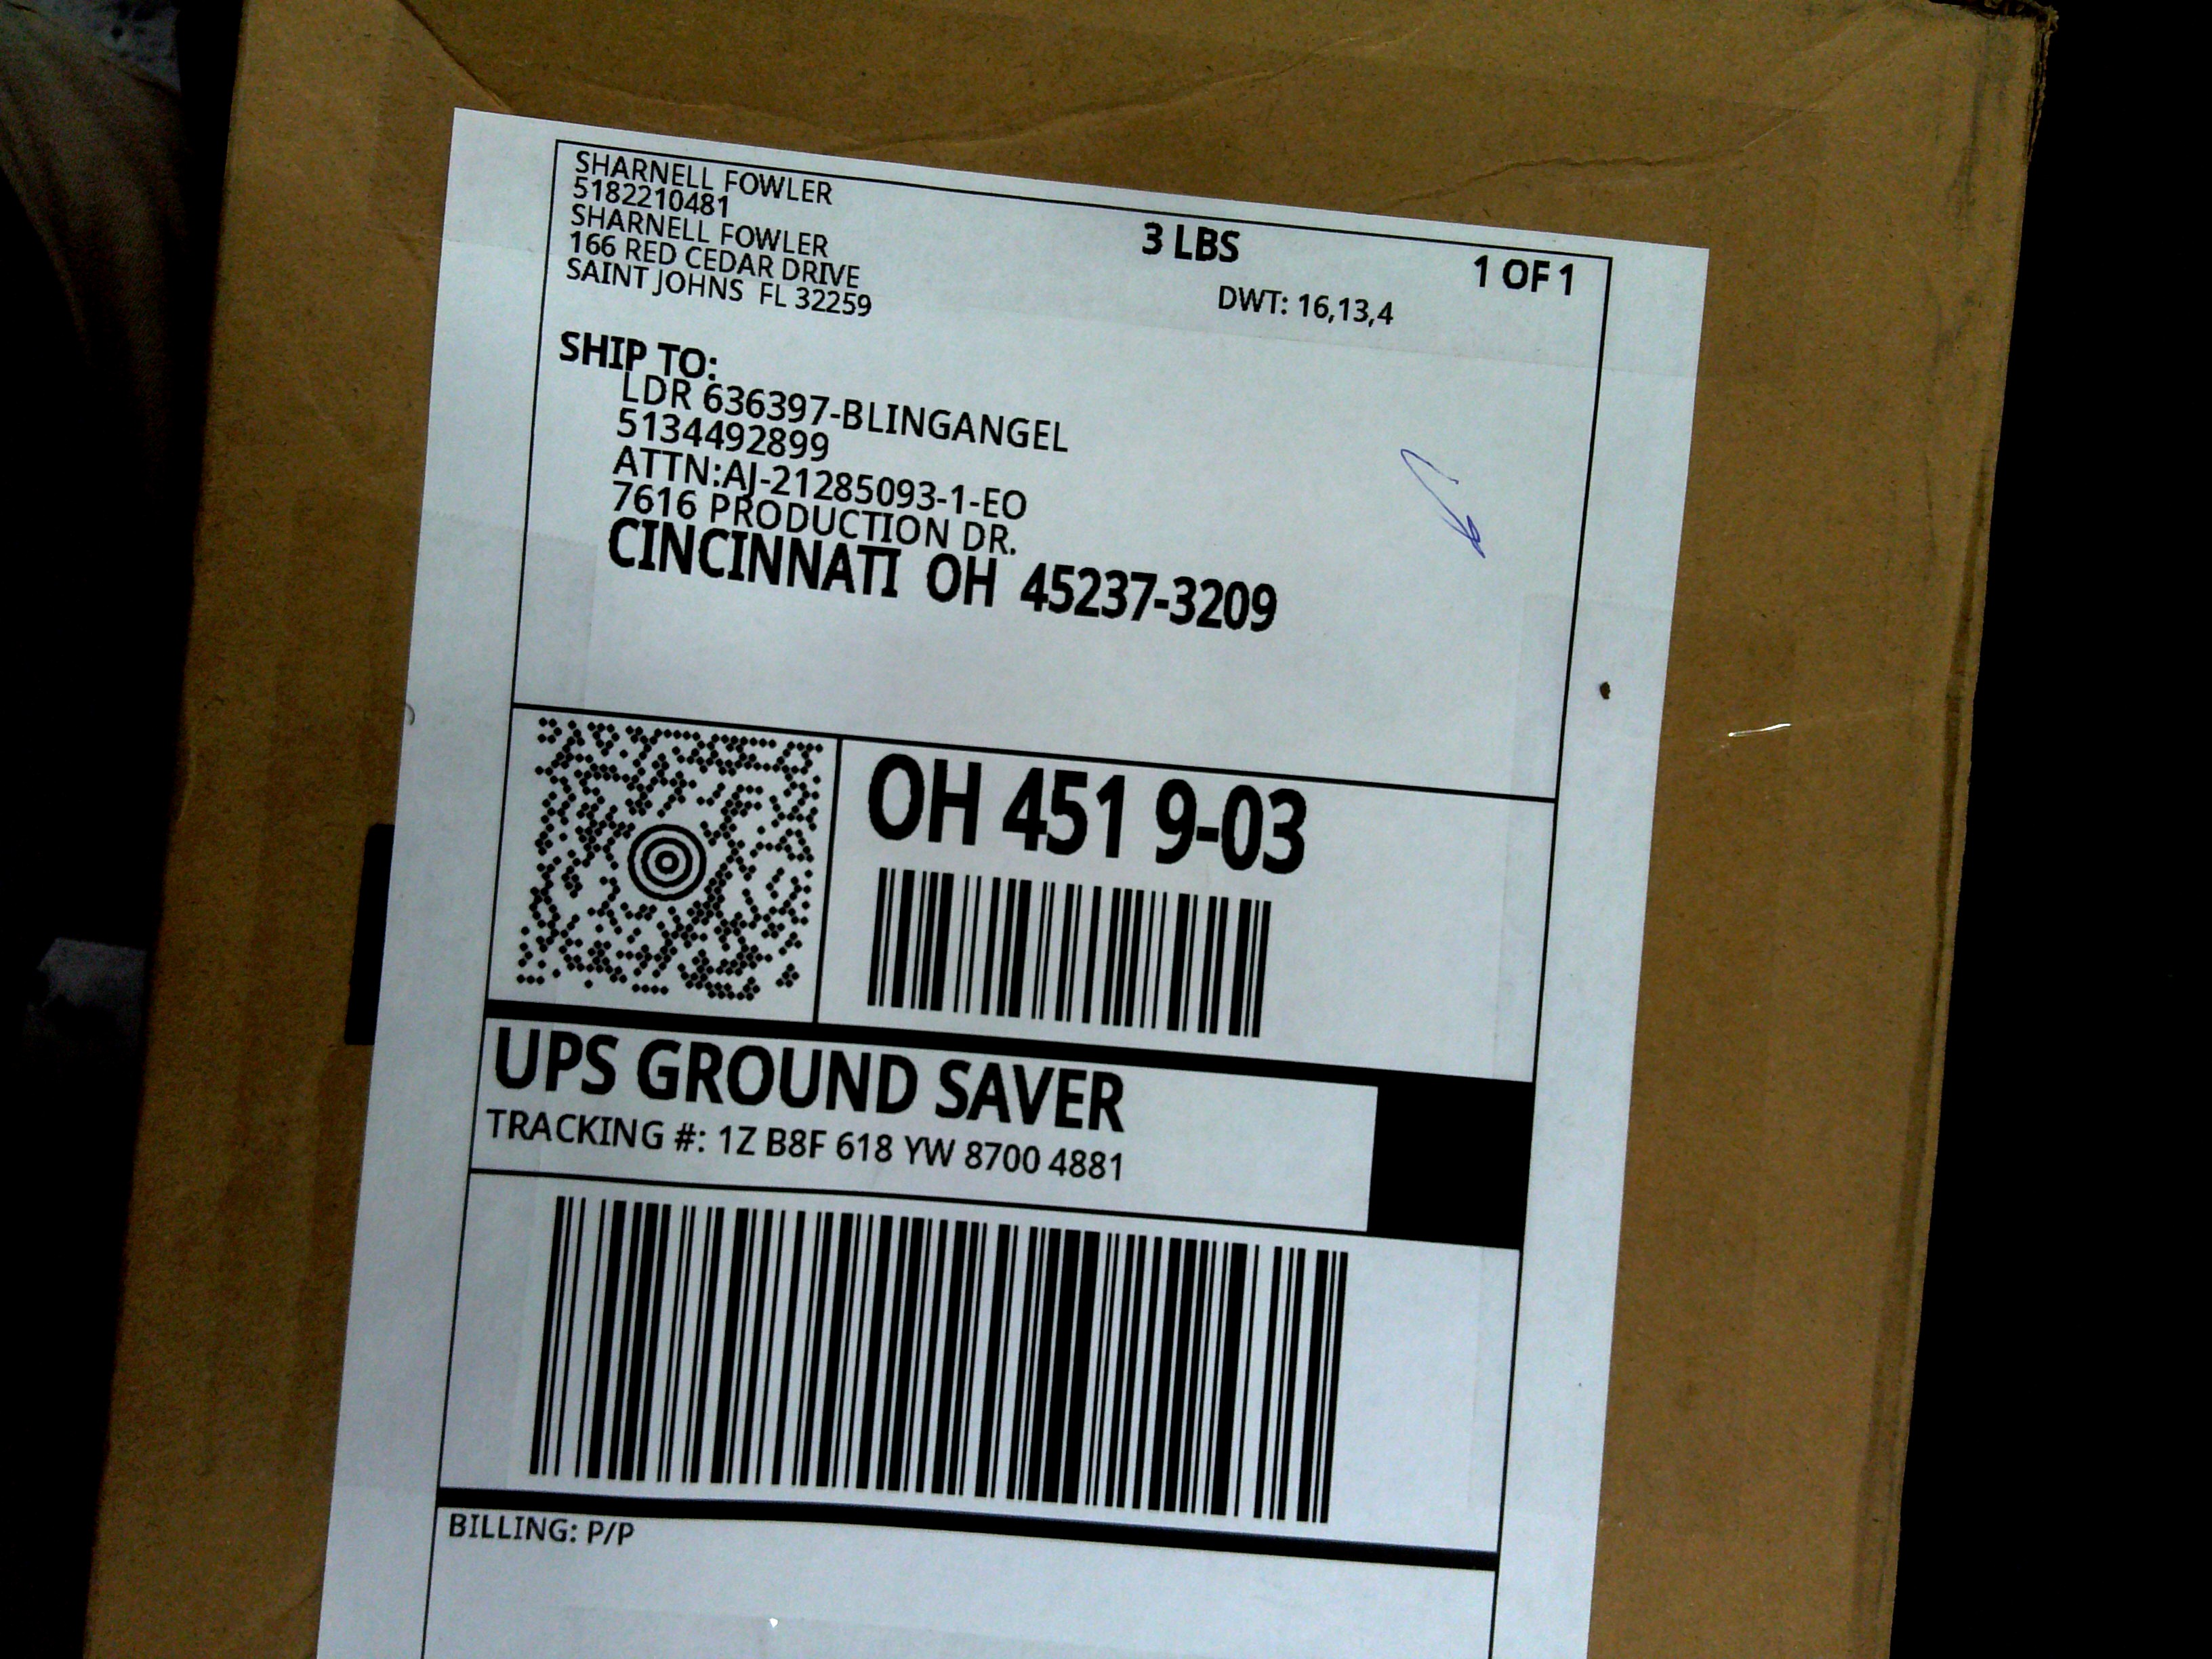 SHARNELL FOWLER
5182210481
SHARNELL FOWLER
166 RED CEDAR DRIVE
SAINT JOHNS FL 32259
3 LBS
1 OF 1
DWT: 16,13,4
SHIP TO:
LDR 636397-BLINGANGEL
5134492899
ATTN:AJ-21285093-1-EO
7616 PRODUCTION DR.
CINCINNATI OH 45237-3209
OH 451 9-03
UPS GROUND SAVER
TRACKING #: 1Z B8F 618 YW 8700 4881
BILLING: P/P